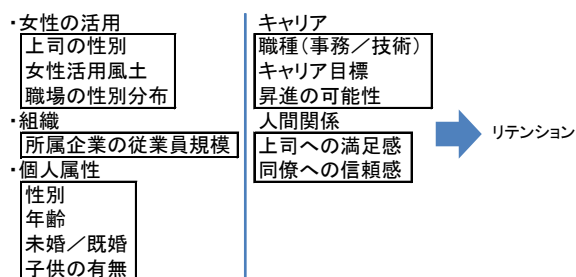 ・女性の活用
上司の性別
女性活用風土
職場の性別分布
・組織
所属企業の従業員規模
・個人属性
性別
年齢
未婚／既婚
子供の有無
キャリア
職種（事務／技術）
キャリア目標
昇進の可能性
人間関係
上司への満足感
同僚への信頼感
リテンション